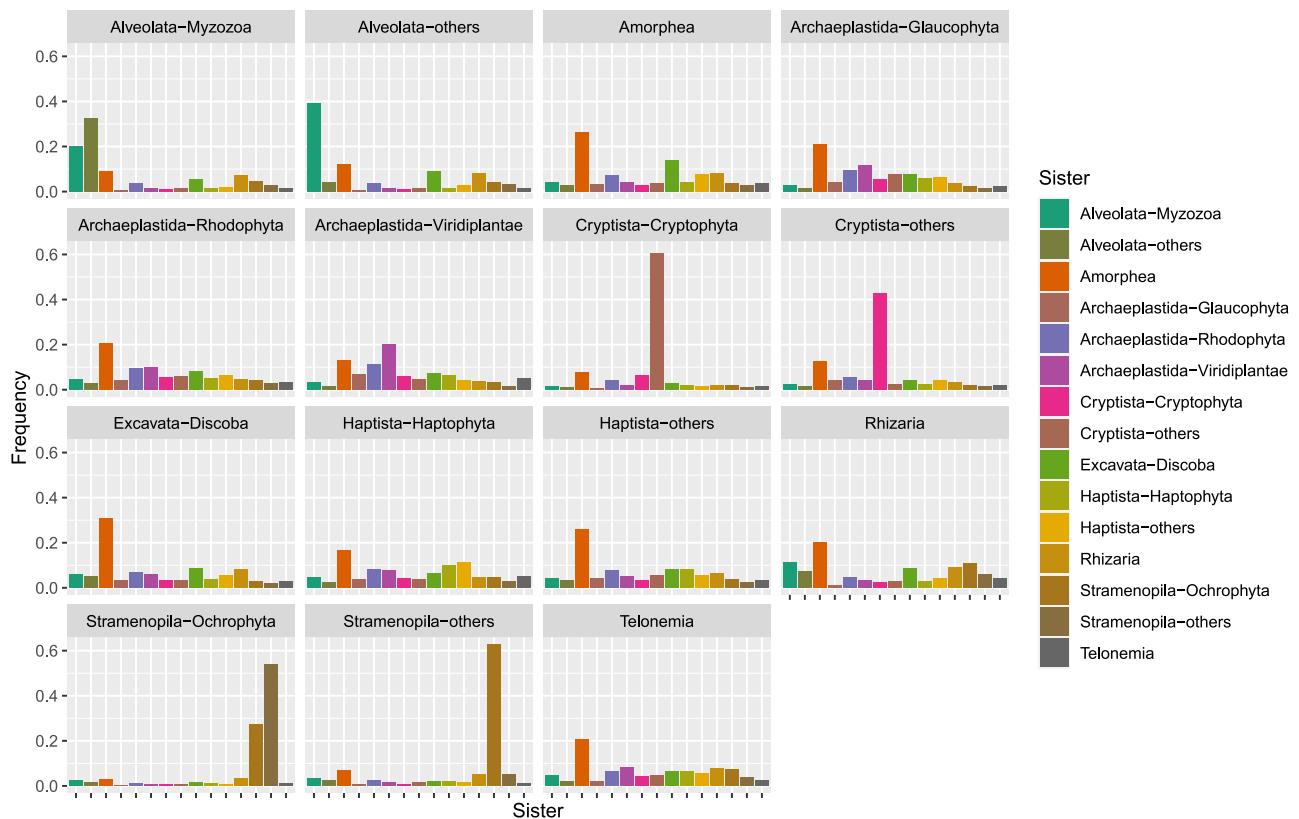 Alveolata−Myzozoa
Alveolata−others
Amorphea
Archaeplastida−Glaucophyta
0.6
0.4
0.2
0.0
Archaeplastida−Rhodophyta
Archaeplastida−Viridiplantae
Cryptista−Cryptophyta
Cryptista−others
0.6
0.4
0.2
0.0
Excavata−Discoba
Haptista−Haptophyta
Haptista−others
Rhizaria
0.6
0.4
0.2
0.0
Stramenopila−Ochrophyta
Stramenopila−others
Telonemia
0.6
0.4
0.2
0.0
Frequency
Sister
Sister
Alveolata−Myzozoa
Alveolata−others
Amorphea
Archaeplastida−Glaucophyta
Archaeplastida−Rhodophyta
Archaeplastida−Viridiplantae
Cryptista−Cryptophyta
Cryptista−others
Excavata−Discoba
Haptista−Haptophyta
Haptista−others
Rhizaria
Stramenopila−Ochrophyta
Stramenopila−others
Telonemia